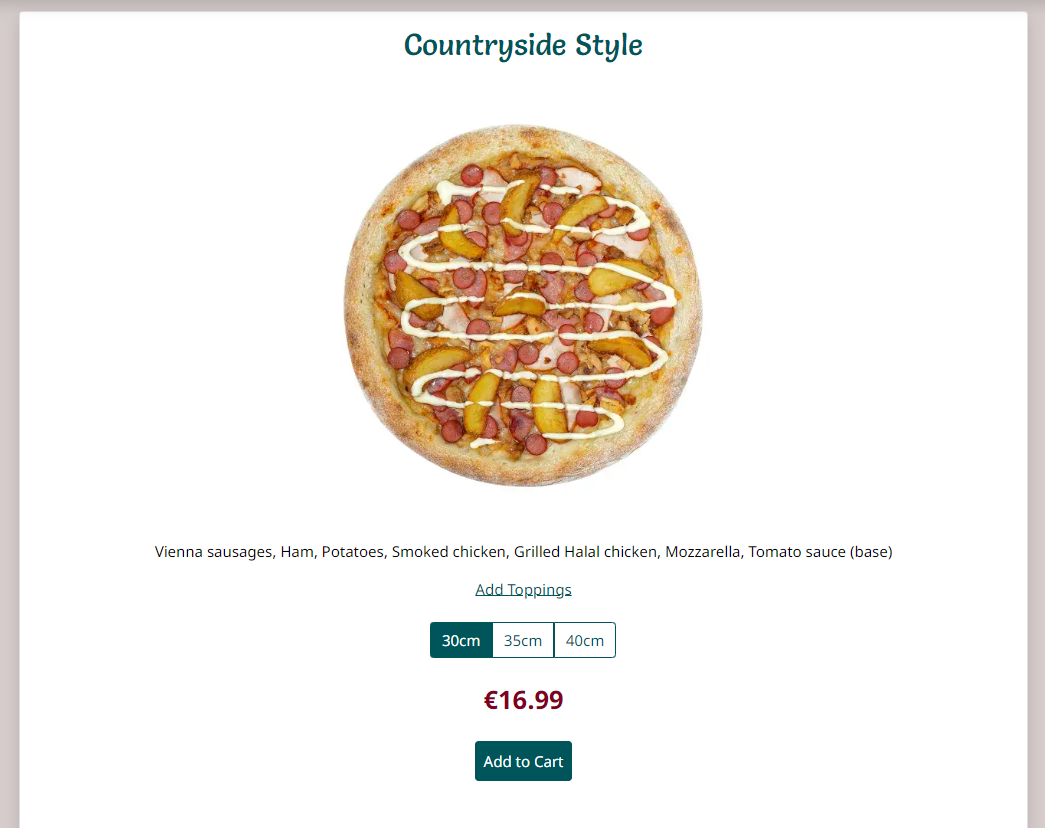 Countryside Style
Vienna sausages, Ham, Potatoes, Smoked chicken, Grilled Halal chicken, Mozzarella, Tomato sauce (base)
Add Toppings
30cm 35cm 40cm
€16.99
Add to Cart